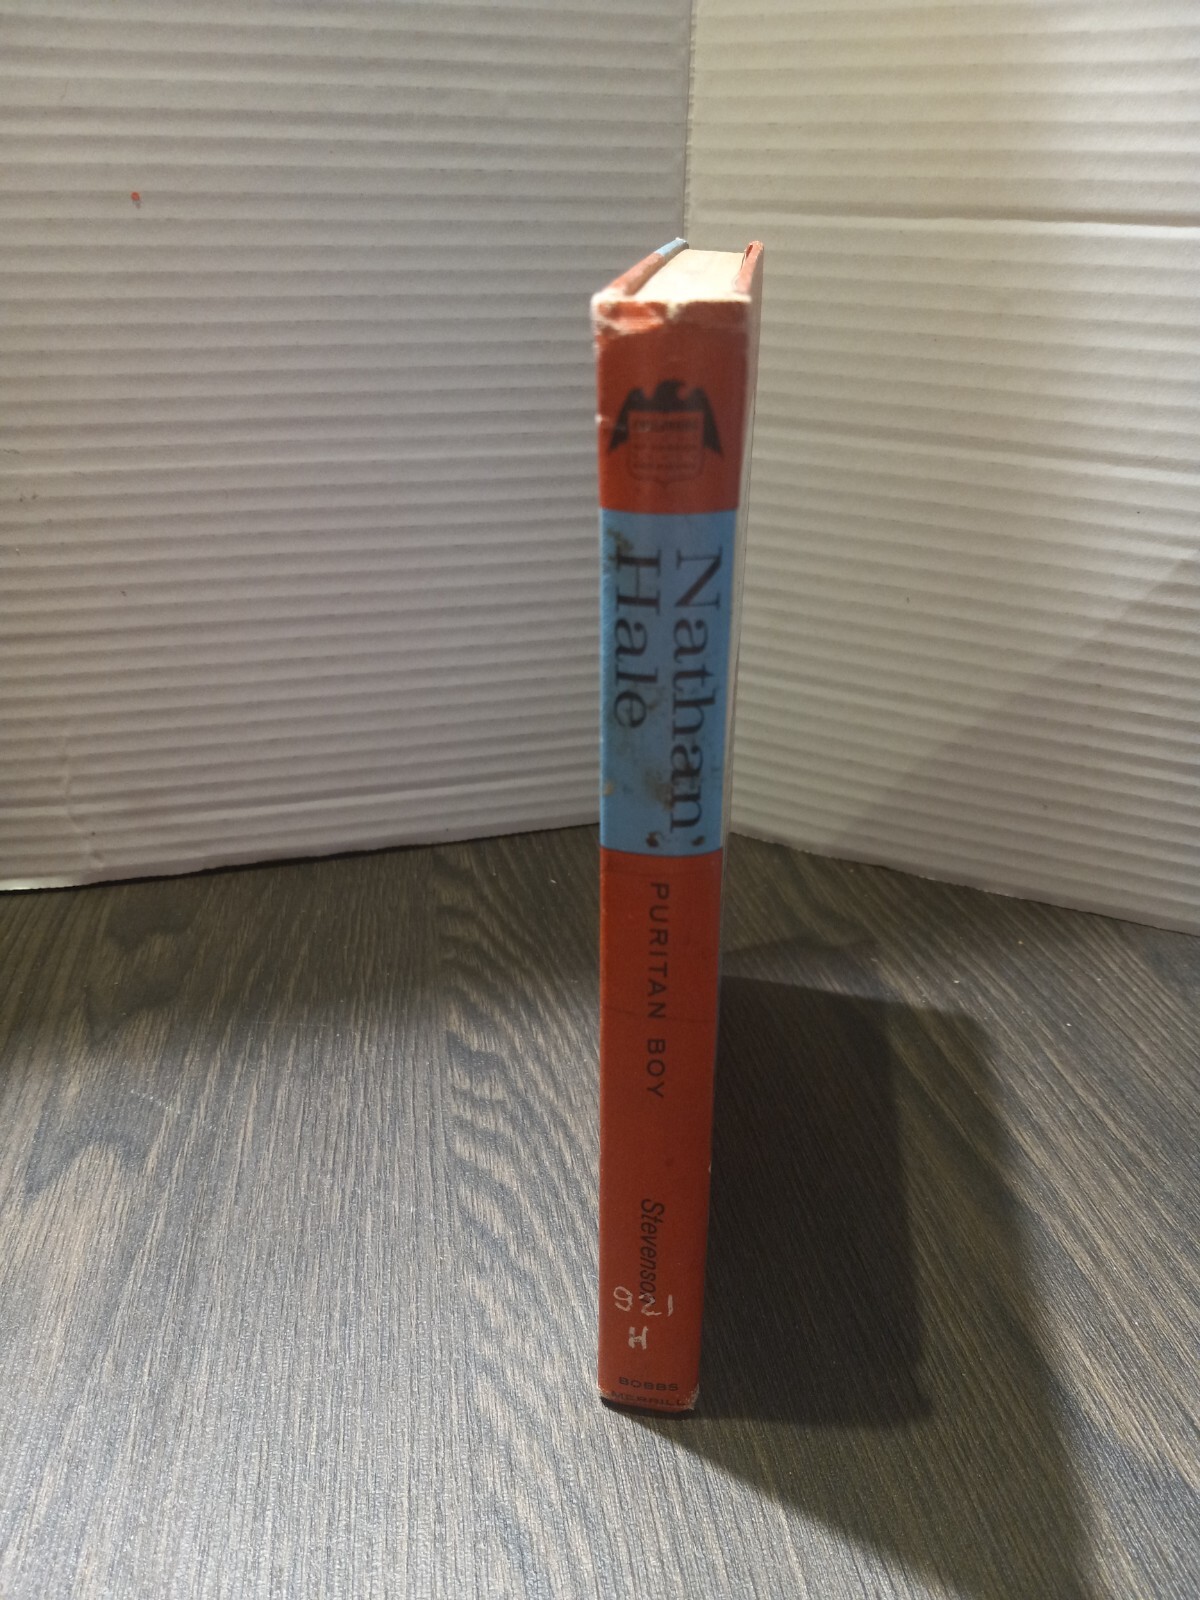 Nathan
Hale
PURITAN BOY
Stevenson
921
H
BOBBS
MERRILL